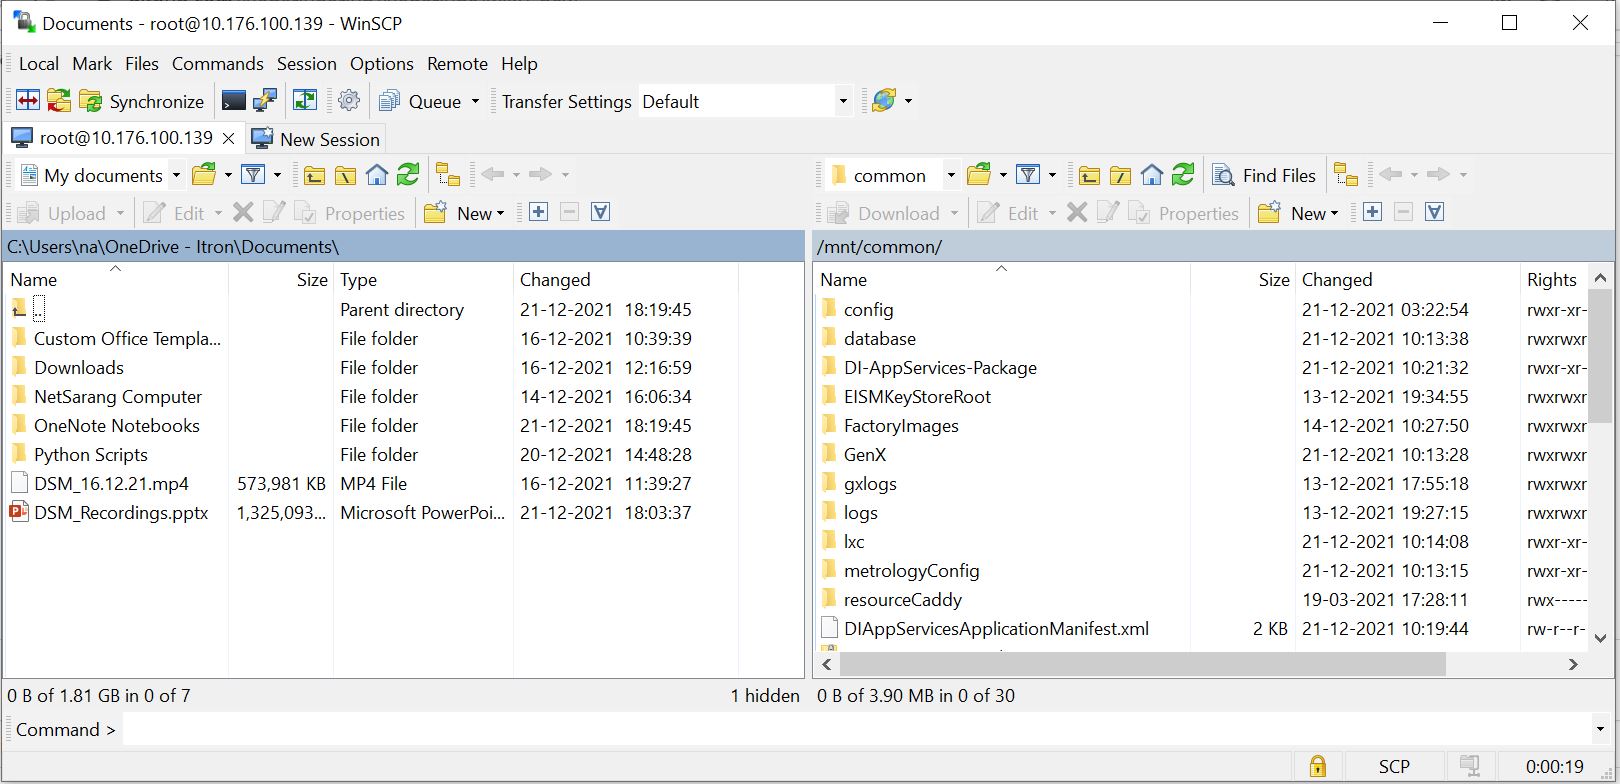 Documents - root@10.176.100.139 - WinSCP
Local Mark Files Commands Session Options Remote Help
Synchronize Queue Transfer Settings Default
root@10.176.100.139 New Session
My documents common Find Files
Upload Edit Properties New Download Edit Properties New
C:\Users\na\OneDrive - Itron\Documents\ /mnt/common/
Name Size Type Changed Name Size Changed Rights
.. Parent directory 21-12-2021 18:19:45 config 21-12-2021 03:22:54 rwxr-xr-
Custom Office Templa... File folder 16-12-2021 10:39:39 database 21-12-2021 10:13:38 rwxrwxr
Downloads File folder 16-12-2021 12:16:59 DI-AppServices-Package 21-12-2021 10:21:32 rwxr-xr-
NetSarang Computer File folder 14-12-2021 16:06:34 EISMKeyStoreRoot 13-12-2021 19:34:55 rwxrwxr
OneNote Notebooks File folder 21-12-2021 18:19:45 FactoryImages 14-12-2021 10:27:50 rwxrwxr
Python Scripts File folder 20-12-2021 14:48:28 GenX 21-12-2021 10:13:28 rwxrwxr
DSM_16.12.21.mp4 573,981 KB MP4 File 16-12-2021 11:39:27 gxlogs 13-12-2021 17:55:18 rwxrwxr
DSM_Recordings.pptx 1,325,093... Microsoft PowerPoi... 21-12-2021 18:03:37 logs 13-12-2021 19:27:15 rwxrwxr
lxc 21-12-2021 10:14:08 rwxr-xr-
metrologyConfig 21-12-2021 10:13:15 rwxr-xr-
resourceCaddy 19-03-2021 17:28:11 rwx-----
DIAppServicesApplicationManifest.xml 2 KB 21-12-2021 10:19:44 rw-r--r-
0 B of 1.81 GB in 0 of 7 1 hidden 0 B of 3.90 MB in 0 of 30
Command >
SCP 0:00:19